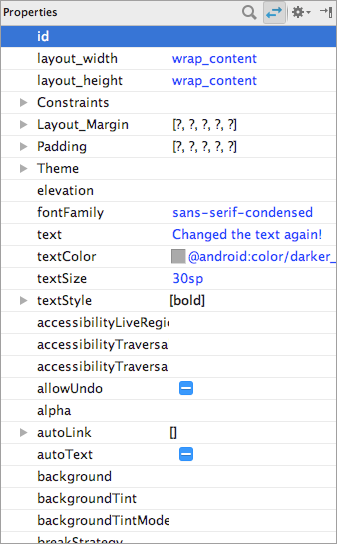 Properties
id
layout_width wrap_content
layout_height wrap_content
Constraints
Layout_Margin [?, ?, ?, ?, ?]
Padding [?, ?, ?, ?, ?]
Theme
elevation
fontFamily sans-serif-condensed
text Changed the text again!
textColor @android:color/darker_
textSize 30sp
textStyle [bold]
accessibilityLiveRegi
accessibilityTraversa
accessibilityTraversa
allowUndo
alpha
autoLink []
autoText
background
backgroundTint
backgroundTintMode
breakStrategy